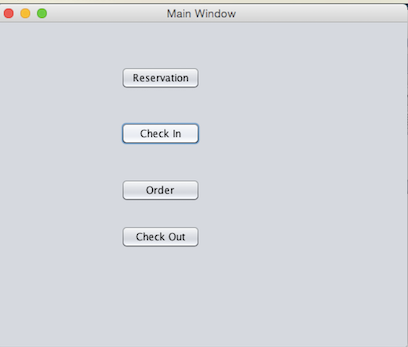 Main Window
Reservation
Check In
Order
Check Out